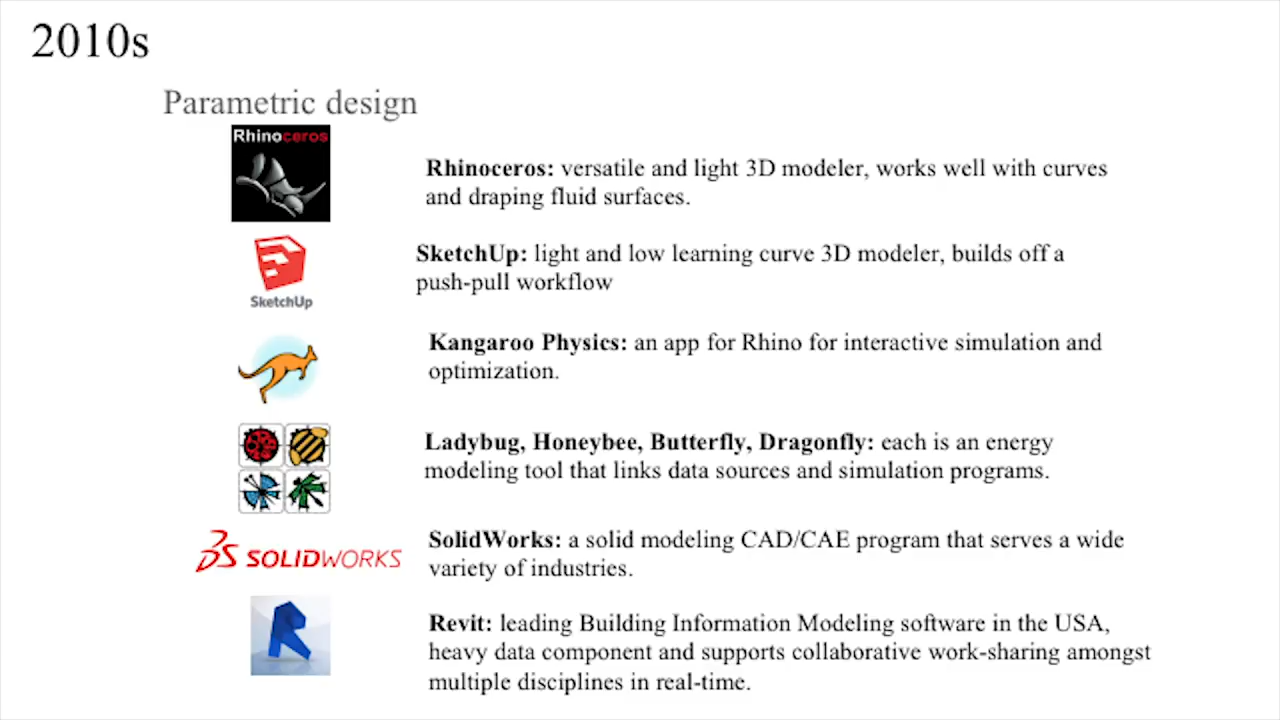 2010s
Parametric design
Rhinoceros
Rhinoceros: versatile and light 3D modeler, works well with curves
and draping fluid surfaces.
SketchUp: light and low learning curve 3D modeler, builds off a
push-pull workflow
SketchUp
Kangaroo Physics: an app for Rhino for interactive simulation and
optimization.
Ladybug, Honeybee, Butterfly, Dragonfly: each is an energy
modeling tool that links data sources and simulation programs.
SOLIDWORKS
SolidWorks: a solid modeling CAD/CAE program that serves a wide
variety of industries.
Revit: leading Building Information Modeling software in the USA,
heavy data component and supports collaborative work-sharing amongst
multiple disciplines in real-time.